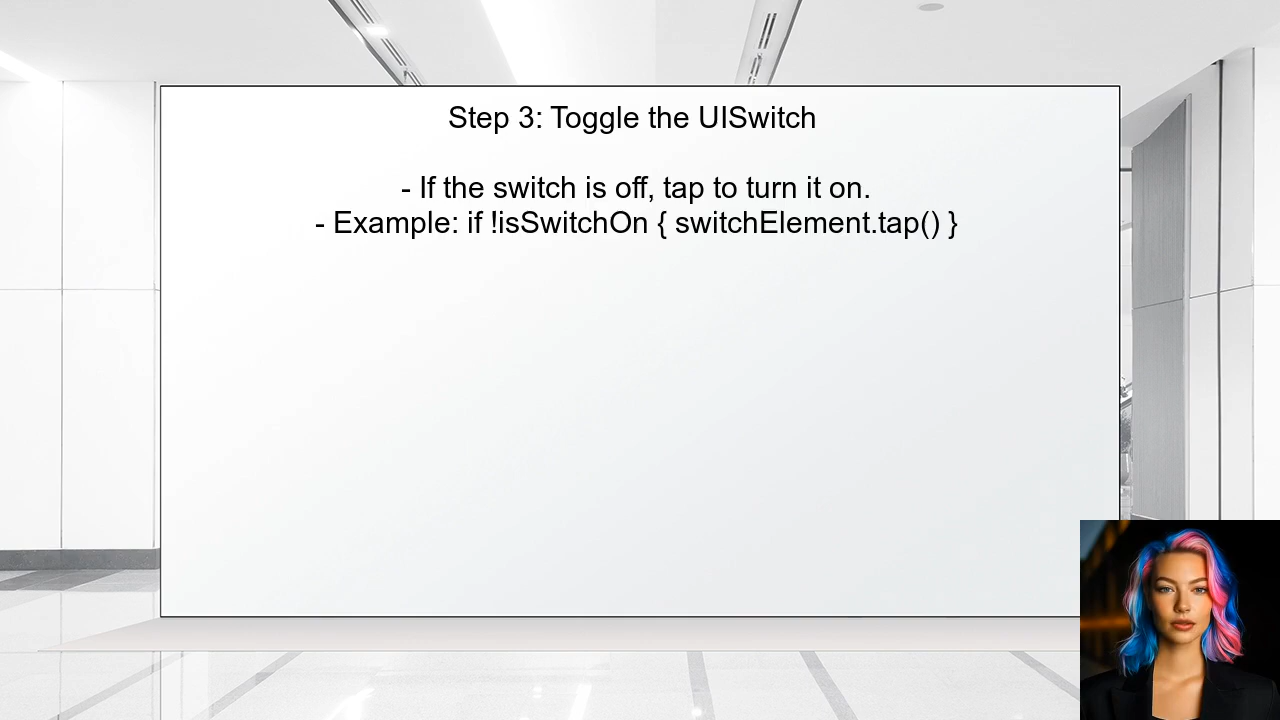 Step 3: Toggle the UISwitch
- If the switch is off, tap to turn it on.
- Example: if !isSwitchOn { switchElement.tap() }